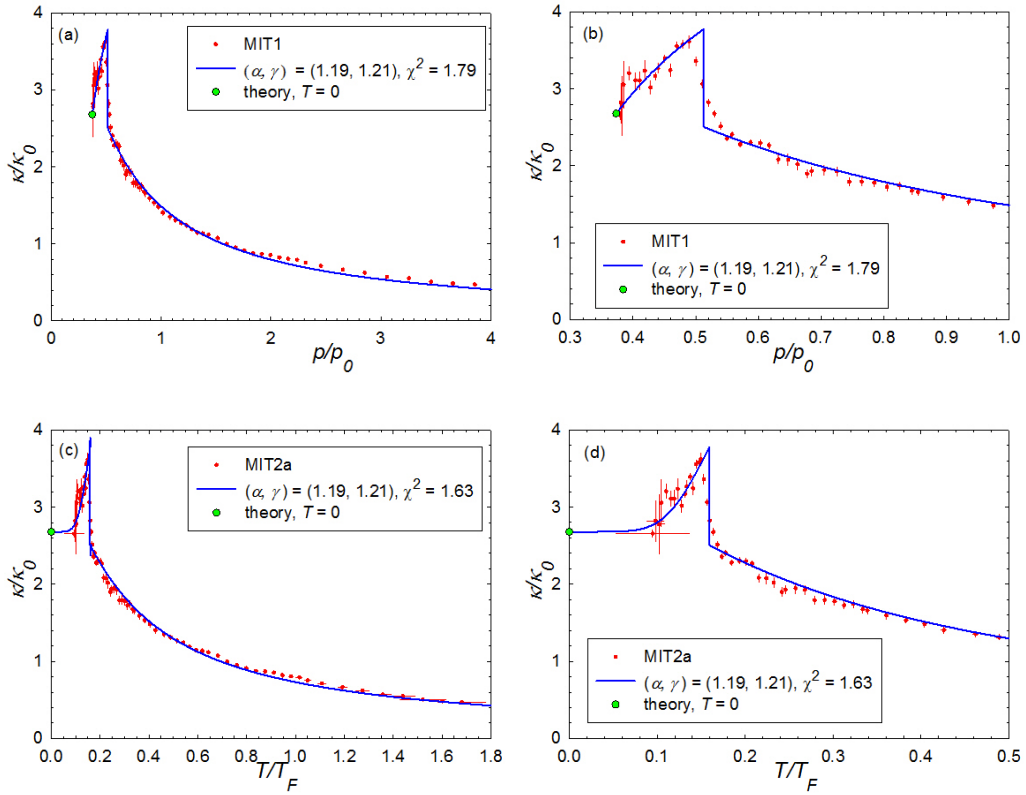 (a)
MIT1
(α, γ) = (1.19, 1.21), χ² = 1.79
theory, T = 0
κ/κ₀
4
3
2
1
0
0 1 2 3 4
p/p₀
(b)
MIT1
(α, γ) = (1.19, 1.21), χ² = 1.79
theory, T = 0
κ/κ₀
4
3
2
1
0
0.3 0.4 0.5 0.6 0.7 0.8 0.9 1.0
p/p₀
(c)
MIT2a
(α, γ) = (1.19, 1.21), χ² = 1.63
theory, T = 0
κ/κ₀
4
3
2
1
0
0.0 0.2 0.4 0.6 0.8 1.0 1.2 1.4 1.6 1.8
T/T_F
(d)
MIT2a
(α, γ) = (1.19, 1.21), χ² = 1.63
theory, T = 0
κ/κ₀
4
3
2
1
0
0.0 0.1 0.2 0.3 0.4 0.5
T/T_F